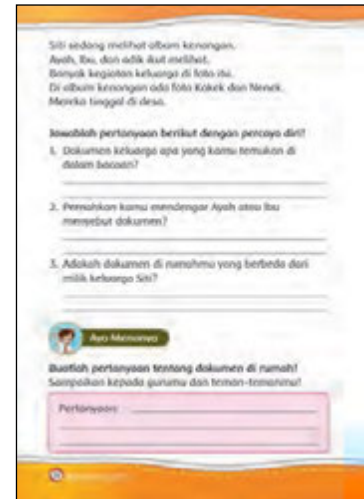 Siti sedang melihat album kenangan.
Ayah, Ibu, dan adik ikut melihat.
Banyak kegiatan keluarga di foto itu.
Di album kenangan ada foto Kakek dan Nenek.
Mereka tinggal di desa.
Jawablah pertanyaan berikut dengan percaya diri!
1. Dokumen keluarga apa yang kamu temukan di
dalam bacaan?
2. Pernahkan kamu mendengar Ayah atau Ibu
menyebut dokumen?
3. Adakah dokumen di rumahmu yang berbeda dari
milik keluarga Siti?
Ayo Menanya
Buatlah pertanyaan tentang dokumen di rumah!
Sampaikan kepada gurumu dan teman-temanmu!
Pertanyaan: